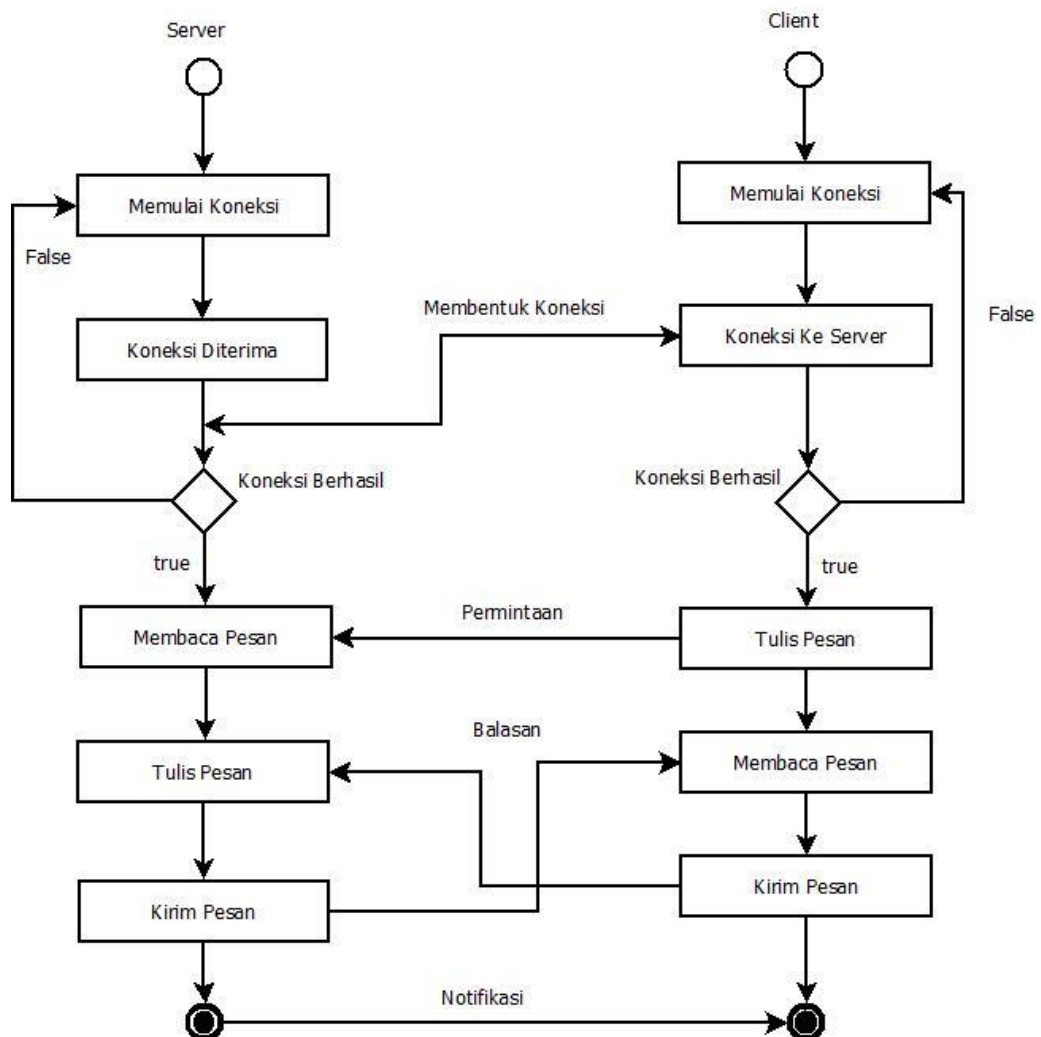 Server
Client
Memulai Koneksi
Memulai Koneksi
False
Membentuk Koneksi
False
Koneksi Diterima
Koneksi Ke Server
Koneksi Berhasil
Koneksi Berhasil
true
true
Membaca Pesan
Permintaan
Tulis Pesan
Balasan
Tulis Pesan
Membaca Pesan
Kirim Pesan
Kirim Pesan
Notifikasi